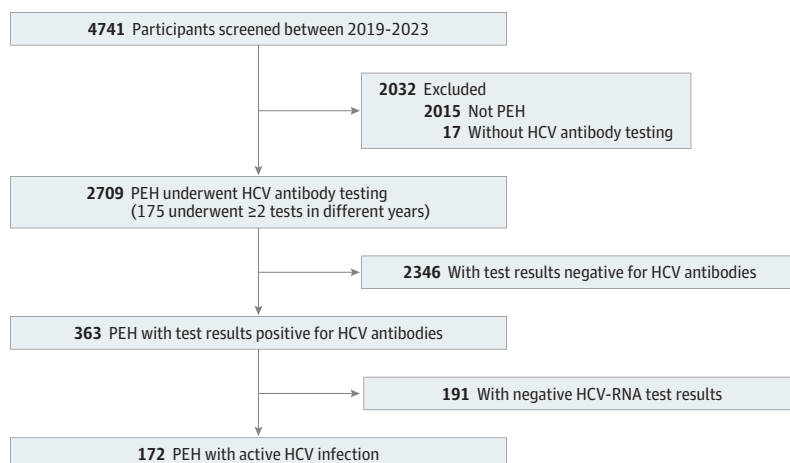 4741 Participants screened between 2019-2023
2032 Excluded
2015 Not PEH
17 Without HCV antibody testing
2709 PEH underwent HCV antibody testing
(175 underwent ≥2 tests in different years)
2346 With test results negative for HCV antibodies
363 PEH with test results positive for HCV antibodies
191 With negative HCV-RNA test results
172 PEH with active HCV infection